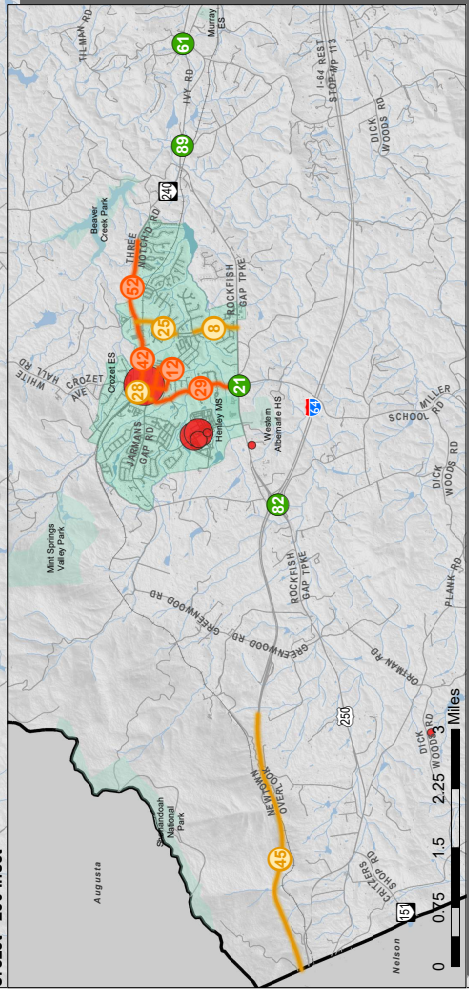 TILMAN RD
61
Murray
ES
IVY RD
I-64 REST
STOP-MP 113
DICK
WOODS RD
89
240
Beaver
Creek Park
THREE
NOTCH'D RD
52
25
8
ROCKFISH
GAP TPKE
WHITE
HALL RD
CROZET
AVE
Crozet ES
42
12
28
29
21
JARMANS
GAP RD
Henley MS
Western
Albemarle HS
64
MILLER
SCHOOL RD
DICK
WOODS RD
Mint Springs
Valley Park
82
ROCKFISH
GAP TPKE
GREENWOOD RD
GREENWOOD RD
PLANK RD
ORTMAN RD
250
DICK
WOODS RD
NEWTOWN
OVERLOOK
45
Shenandoah
National
Park
Augusta
CRITZERS
SHOP RD
151
Nelson
0 0.75 1.5 2.25 3
Miles